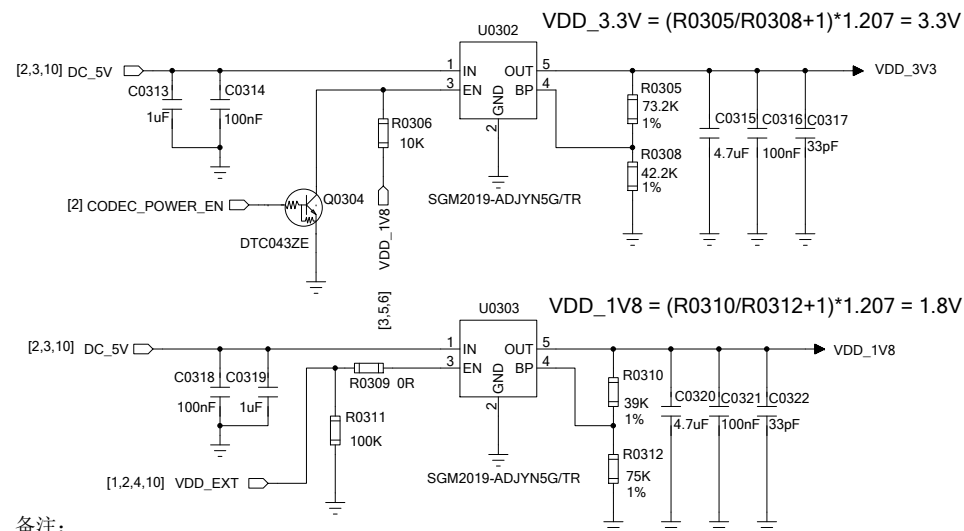 VDD_3.3V = (R0305/R0308+1)*1.207 = 3.3V
U0302
[2,3,10] DC_5V
1 IN
OUT 5
VDD_3V3
3 EN
BP 4
GND
2
C0313
1uF
C0314
100nF
R0306
10K
R0305
73.2K
1%
R0308
42.2K
1%
C0315
4.7uF
C0316
100nF
C0317
33pF
SGM2019-ADJYN5G/TR
[2] CODEC_POWER_EN
Q0304
DTC043ZE
[3,5,6] VDD_1V8
VDD_1V8 = (R0310/R0312+1)*1.207 = 1.8V
U0303
[2,3,10] DC_5V
1 IN
OUT 5
VDD_1V8
3 EN
BP 4
GND
2
C0318
100nF
C0319
1uF
R0309 0R
R0311
100K
R0310
39K
1%
R0312
75K
1%
C0320
4.7uF
C0321
100nF
C0322
33pF
SGM2019-ADJYN5G/TR
[1,2,4,10] VDD_EXT
备注: